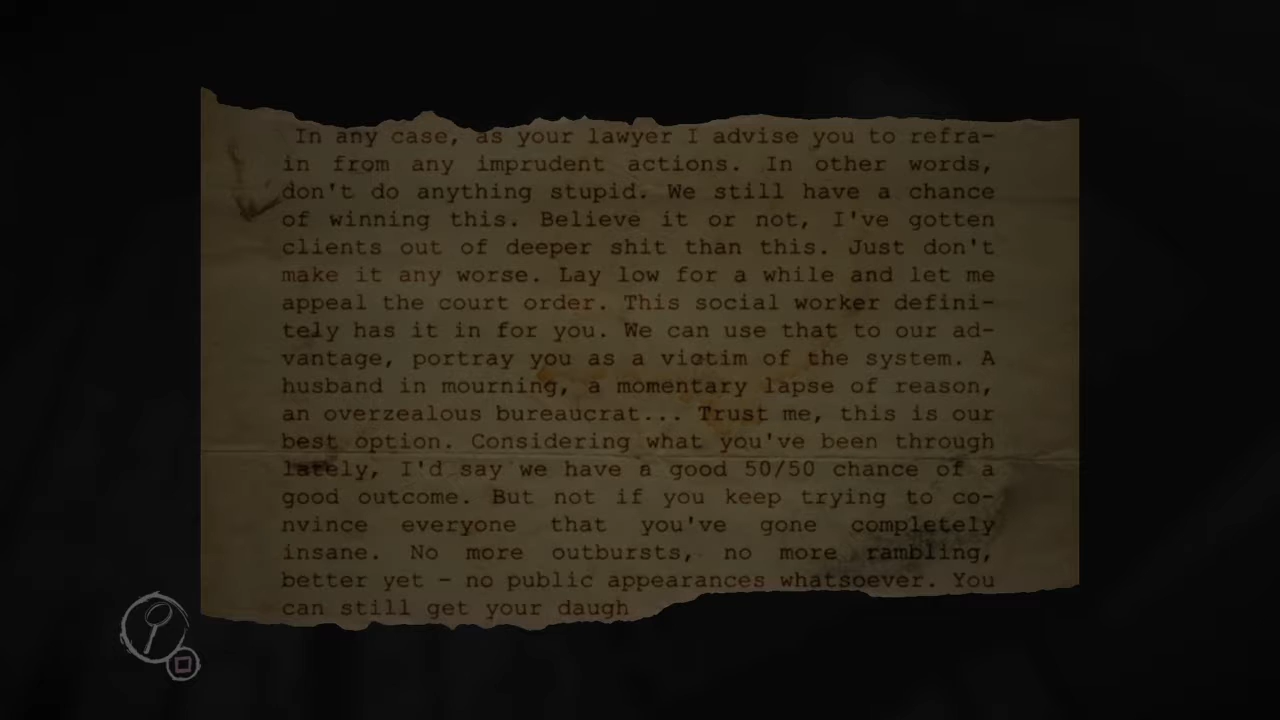 In any case, as your lawyer I advise you to refra-
in from any imprudent actions. In other words,
don't do anything stupid. We still have a chance
of winning this. Believe it or not, I've gotten
clients out of deeper shit than this. Just don't
make it any worse. Lay low for a while and let me
appeal the court order. This social worker defini-
tely has it in for you. We can use that to our ad-
vantage, portray you as a victim of the system. A
husband in mourning, a momentary lapse of reason,
an overzealous bureaucrat... Trust me, this is our
best option. Considering what you've been through
lately, I'd say we have a good 50/50 chance of a
good outcome. But not if you keep trying to co-
nvince everyone that you've gone completely
insane. No more outbursts, no more rambling,
better yet – no public appearances whatsoever. You
can still get your daugh